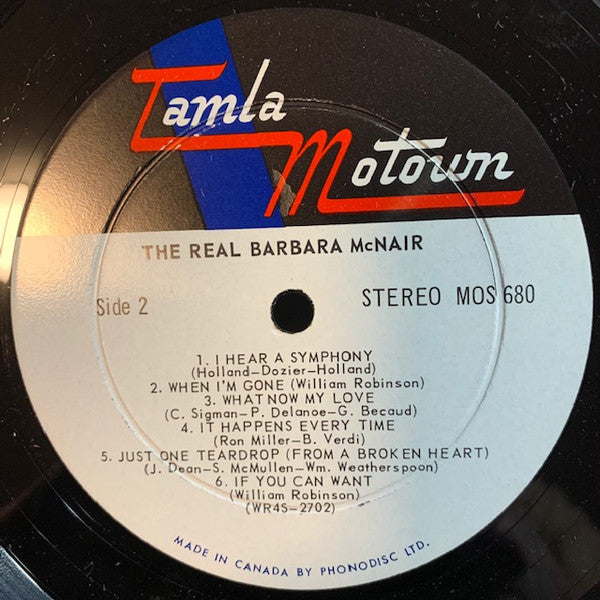 Tamla
Motown
THE REAL BARBARA McNAIR
Side 2
STEREO MOS 680
1. I HEAR A SYMPHONY
(Holland-Dozier-Holland)
2. WHEN I'M GONE (William Robinson)
3. WHAT NOW MY LOVE
(C. Sigman-P. Delanoe-G. Becaud)
4. IT HAPPENS EVERY TIME
(Ron Miller-B. Verdi)
5. JUST ONE TEARDROP (FROM A BROKEN HEART)
(J. Dean-S. McMullen-Wm. Weatherspoon)
6. IF YOU CAN WANT
(William Robinson)
(WR4S-2702)
MADE IN CANADA BY PHONODISC LTD.